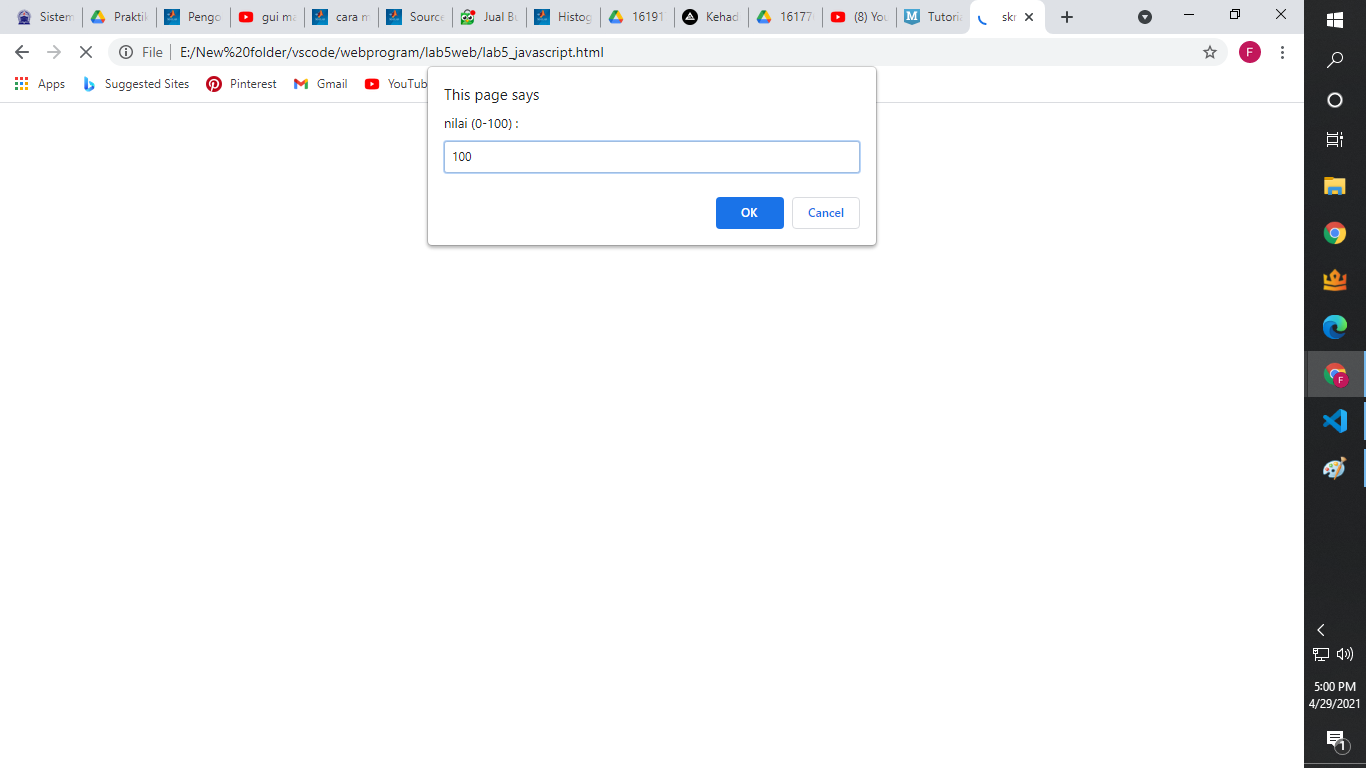 Sistem Praktik Pengo gui ma cara m Source Jual Bu Histog 16191 Kehad 16177 (8) You Tutoria skr
File E:/New%20folder/vscode/webprogram/lab5web/lab5_javascript.html F
Apps Suggested Sites Pinterest Gmail YouTub
This page says
nilai (0-100) :
100
OK Cancel
5:00 PM
4/29/2021
1